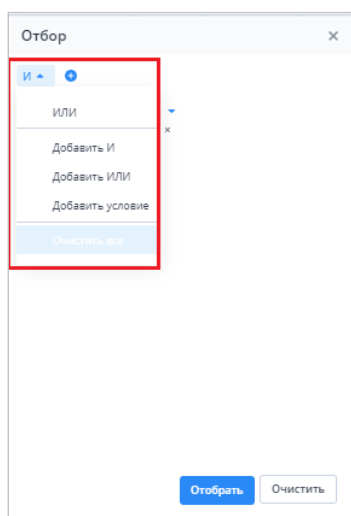 Отбор
И
ИЛИ
Добавить И
Добавить ИЛИ
Добавить условие
Очистить все
Отобрать
Очистить